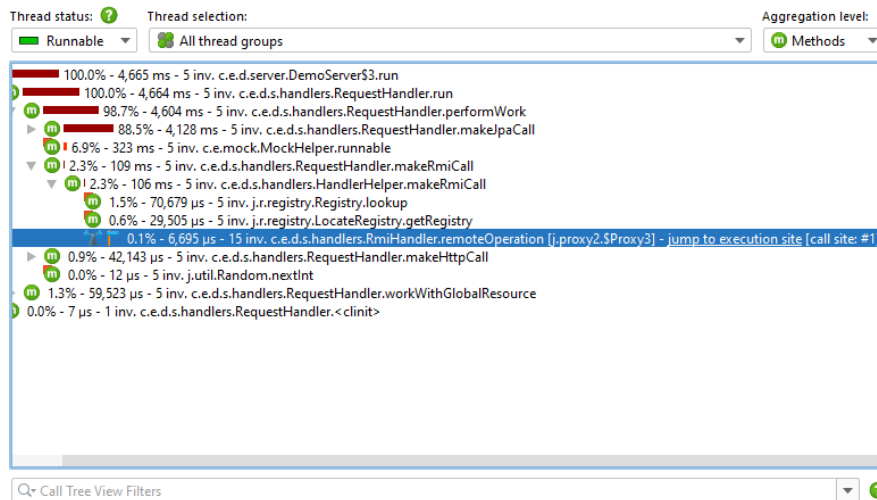 Thread status: Thread selection: Aggregation level:
Runnable All thread groups Methods
100.0% - 4,665 ms - 5 inv. c.e.d.server.DemoServer$3.run
100.0% - 4,664 ms - 5 inv. c.e.d.s.handlers.RequestHandler.run
98.7% - 4,604 ms - 5 inv. c.e.d.s.handlers.RequestHandler.performWork
88.5% - 4,128 ms - 5 inv. c.e.d.s.handlers.RequestHandler.makeJpaCall
6.9% - 323 ms - 5 inv. c.e.mock.MockHelper.runnable
2.3% - 109 ms - 5 inv. c.e.d.s.handlers.RequestHandler.makeRmiCall
2.3% - 106 ms - 5 inv. c.e.d.s.handlers.HandlerHelper.makeRmiCall
1.5% - 70,679 µs - 5 inv. j.r.registry.Registry.lookup
0.6% - 29,505 µs - 5 inv. j.r.registry.LocateRegistry.getRegistry
0.1% - 6,695 µs - 15 inv. c.e.d.s.handlers.RmiHandler.remoteOperation [j.proxy2.$Proxy3] - jump to execution site [call site: #1
0.9% - 42,143 µs - 5 inv. c.e.d.s.handlers.RequestHandler.makeHttpCall
0.0% - 12 µs - 5 inv. j.util.Random.nextInt
1.3% - 59,523 µs - 5 inv. c.e.d.s.handlers.RequestHandler.workWithGlobalResource
0.0% - 7 µs - 1 inv. c.e.d.s.handlers.RequestHandler.<clinit>
Call Tree View Filters